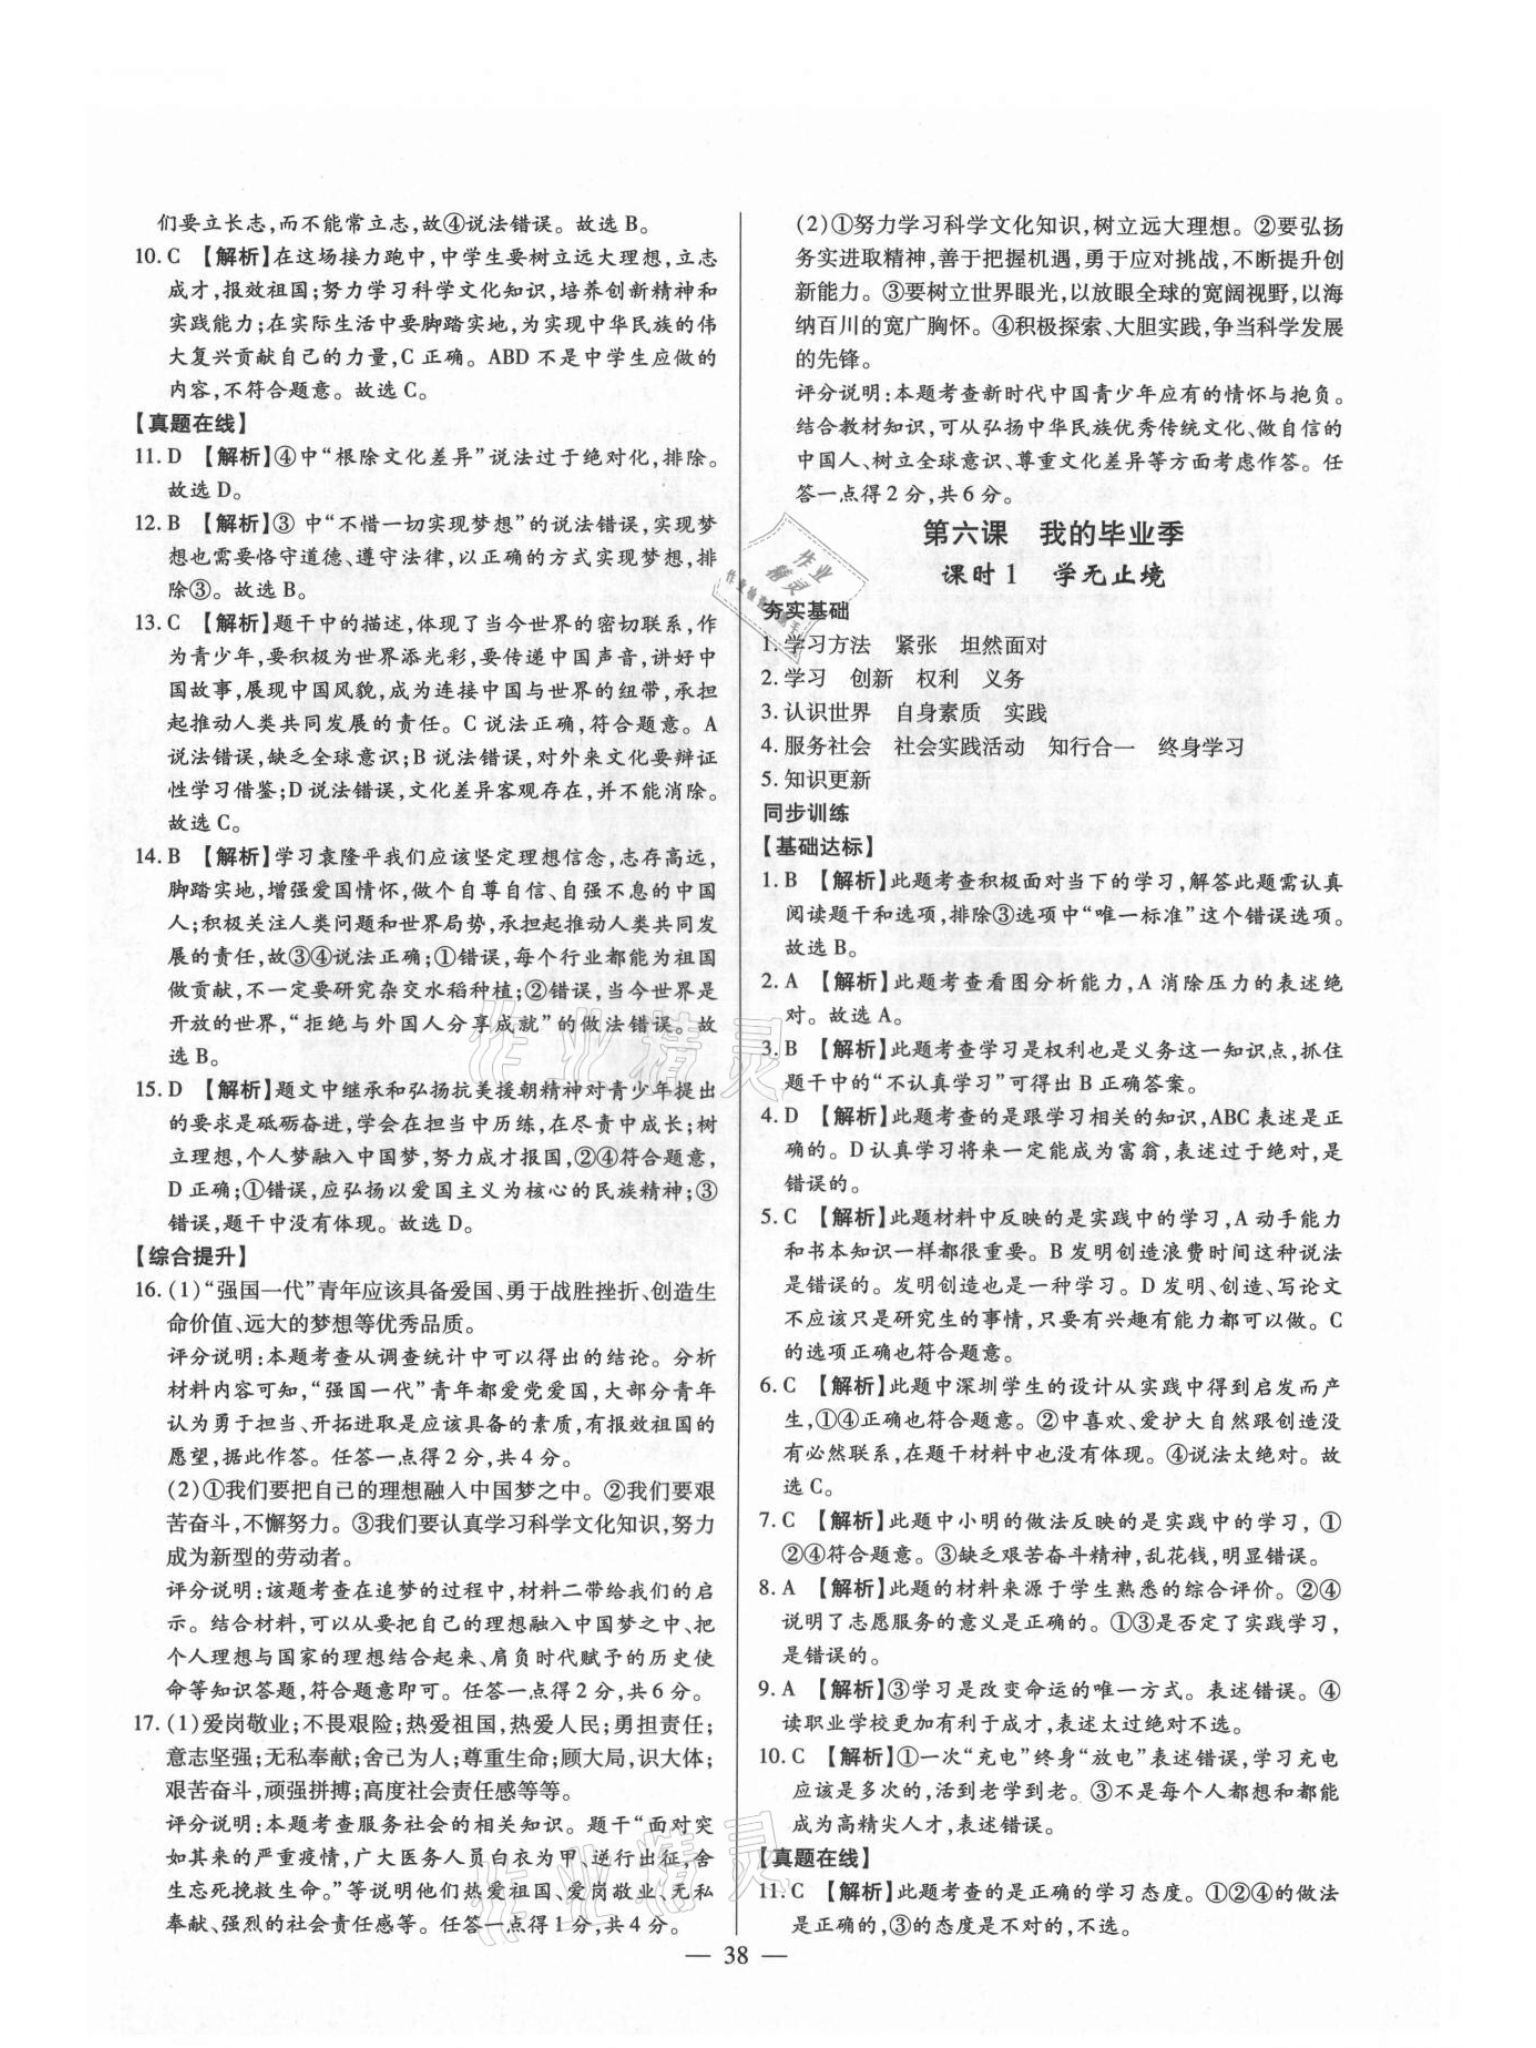 们要立长志,而不能常立志,故④说法错误。故选 B。
10. C 【解析】在这场接力跑中,中学生要树立远大理想,立志
成才,报效祖国;努力学习科学文化知识,培养创新精神和
实践能力;在实际生活中要脚踏实地,为实现中华民族的伟
大复兴贡献自己的力量,C 正确。ABD 不是中学生应做的
内容,不符合题意。故选 C。
【真题在线】
11. D 【解析】④中“根除文化差异”说法过于绝对化,排除。
故选 D。
12. B 【解析】③ 中“不惜一切实现梦想”的说法错误,实现梦
想也需要恪守道德、遵守法律,以正确的方式实现梦想,排
除③。故选 B。
13. C 【解析】题干中的描述,体现了当今世界的密切联系,作
为青少年,要积极为世界添光彩,要传递中国声音,讲好中
国故事,展现中国风貌,成为连接中国与世界的纽带,承担
起推动人类共同发展的责任。C 说法正确,符合题意。A
说法错误,缺乏全球意识;B 说法错误,对外来文化要辩证
性学习借鉴;D 说法错误,文化差异客观存在,并不能消除。
故选 C。
14. B 【解析】学习袁隆平我们应该坚定理想信念,志存高远,
脚踏实地,增强爱国情怀,做个自尊自信、自强不息的中国
人;积极关注人类问题和世界局势,承担起推动人类共同发
展的责任,故③④说法正确;①错误,每个行业都能为祖国
做贡献,不一定要研究杂交水稻种植;②错误,当今世界是
开放的世界,“拒绝与外国人分享成就”的做法错误。故
选 B。
15. D 【解析】题文中继承和弘扬抗美援朝精神对青少年提出
的要求是砥砺奋进,学会在担当中历练,在尽责中成长;树
立理想,个人梦融入中国梦,努力成才报国,②④符合题意,
D 正确;①错误,应弘扬以爱国主义为核心的民族精神;③
错误,题干中没有体现。故选 D。
【综合提升】
16. (1)“强国一代”青年应该具备爱国、勇于战胜挫折、创造生
命价值、远大的梦想等优秀品质。
评分说明:本题考查从调查统计中可以得出的结论。分析
材料内容可知,“强国一代”青年都爱党爱国,大部分青年
认为勇于担当、开拓进取是应该具备的素质,有报效祖国的
愿望,据此作答。任答一点得 2 分,共 4 分。
(2)①我们要把自己的理想融入中国梦之中。②我们要艰
苦奋斗,不懈努力。③我们要认真学习科学文化知识,努力
成为新型的劳动者。
评分说明:该题考查在追梦的过程中,材料二带给我们的启
示。结合材料,可以从要把自己的理想融入中国梦之中、把
个人理想与国家的理想结合起来、肩负时代赋予的历史使
命等知识答题,符合题意即可。任答一点得 2 分,共 6 分。
17. (1)爱岗敬业;不畏艰险;热爱祖国,热爱人民;勇担责任;
意志坚强;无私奉献;舍己为人;尊重生命;顾大局,识大体;
艰苦奋斗,顽强拼搏;高度社会责任感等等。
评分说明:本题考查服务社会的相关知识。题干“面对突
如其来的严重疫情,广大医务人员白衣为甲、逆行出征,舍
生忘死挽救生命。”等说明他们热爱祖国、爱岗敬业、无私
奉献、强烈的社会责任感等。任答一点得 1 分,共 4 分。
(2)①努力学习科学文化知识,树立远大理想。②要弘扬
务实进取精神,善于把握机遇,勇于应对挑战,不断提升创
新能力。③要树立世界眼光,以放眼全球的宽阔视野,以海
纳百川的宽广胸怀。④积极探索、大胆实践,争当科学发展
的先锋。
评分说明:本题考查新时代中国青少年应有的情怀与抱负。
结合教材知识,可从弘扬中华民族优秀传统文化、做自信的
中国人、树立全球意识、尊重文化差异等方面考虑作答。任
答一点得 2 分,共 6 分。
第六课 我的毕业季
课时 1 学无止境
夯实基础
1. 学习方法 紧张 坦然面对
2. 学习 创新 权利 义务
3. 认识世界 自身素质 实践
4. 服务社会 社会实践活动 知行合一 终身学习
5. 知识更新
同步训练
【基础达标】
1. B 【解析】此题考查积极面对当下的学习,解答此题需认真
阅读题干和选项,排除③选项中“唯一标准”这个错误选项。
故选 B。
2. A 【解析】此题考查看图分析能力,A 消除压力的表述绝
对。故选 A。
3. B 【解析】此题考查学习是权利也是义务这一知识点,抓住
题干中的“不认真学习”可得出 B 正确答案。
4. D 【解析】此题考查的是跟学习相关的知识,ABC 表述是正
确的。D 认真学习将来一定能成为富翁,表述过于绝对,是
错误的。
5. C 【解析】此题材料中反映的是实践中的学习,A 动手能力
和书本知识一样都很重要。B 发明创造浪费时间这种说法
是错误的。发明创造也是一种学习。D 发明、创造、写论文
不应该只是研究生的事情,只要有兴趣有能力都可以做。C
的选项正确也符合题意。
6. C 【解析】此题中深圳学生的设计从实践中得到启发而产
生,①④正确也符合题意。②中喜欢、爱护大自然跟创造没
有必然联系,在题干材料中也没有体现。④说法太绝对。故
选 C。
7. C 【解析】此题中小明的做法反映的是实践中的学习, ①
②④符合题意。③缺乏艰苦奋斗精神,乱花钱,明显错误。
8. A 【解析】此题的材料来源于学生熟悉的综合评价。②④
说明了志愿服务的意义是正确的。①③是否定了实践学习,
是错误的。
9. A 【解析】③学习是改变命运的唯一方式。表述错误。④
读职业学校更加有利于成才,表述太过绝对不选。
10. C 【解析】①一次“充电”终身“放电”表述错误,学习充电
应该是多次的,活到老学到老。③不是每个人都想和都能
成为高精尖人才,表述错误。
【真题在线】
11. C 【解析】此题考查的是正确的学习态度。①②④的做法
是正确的,③的态度是不对的,不选。
— 38 —
作业精灵
作业精灵
作业精灵